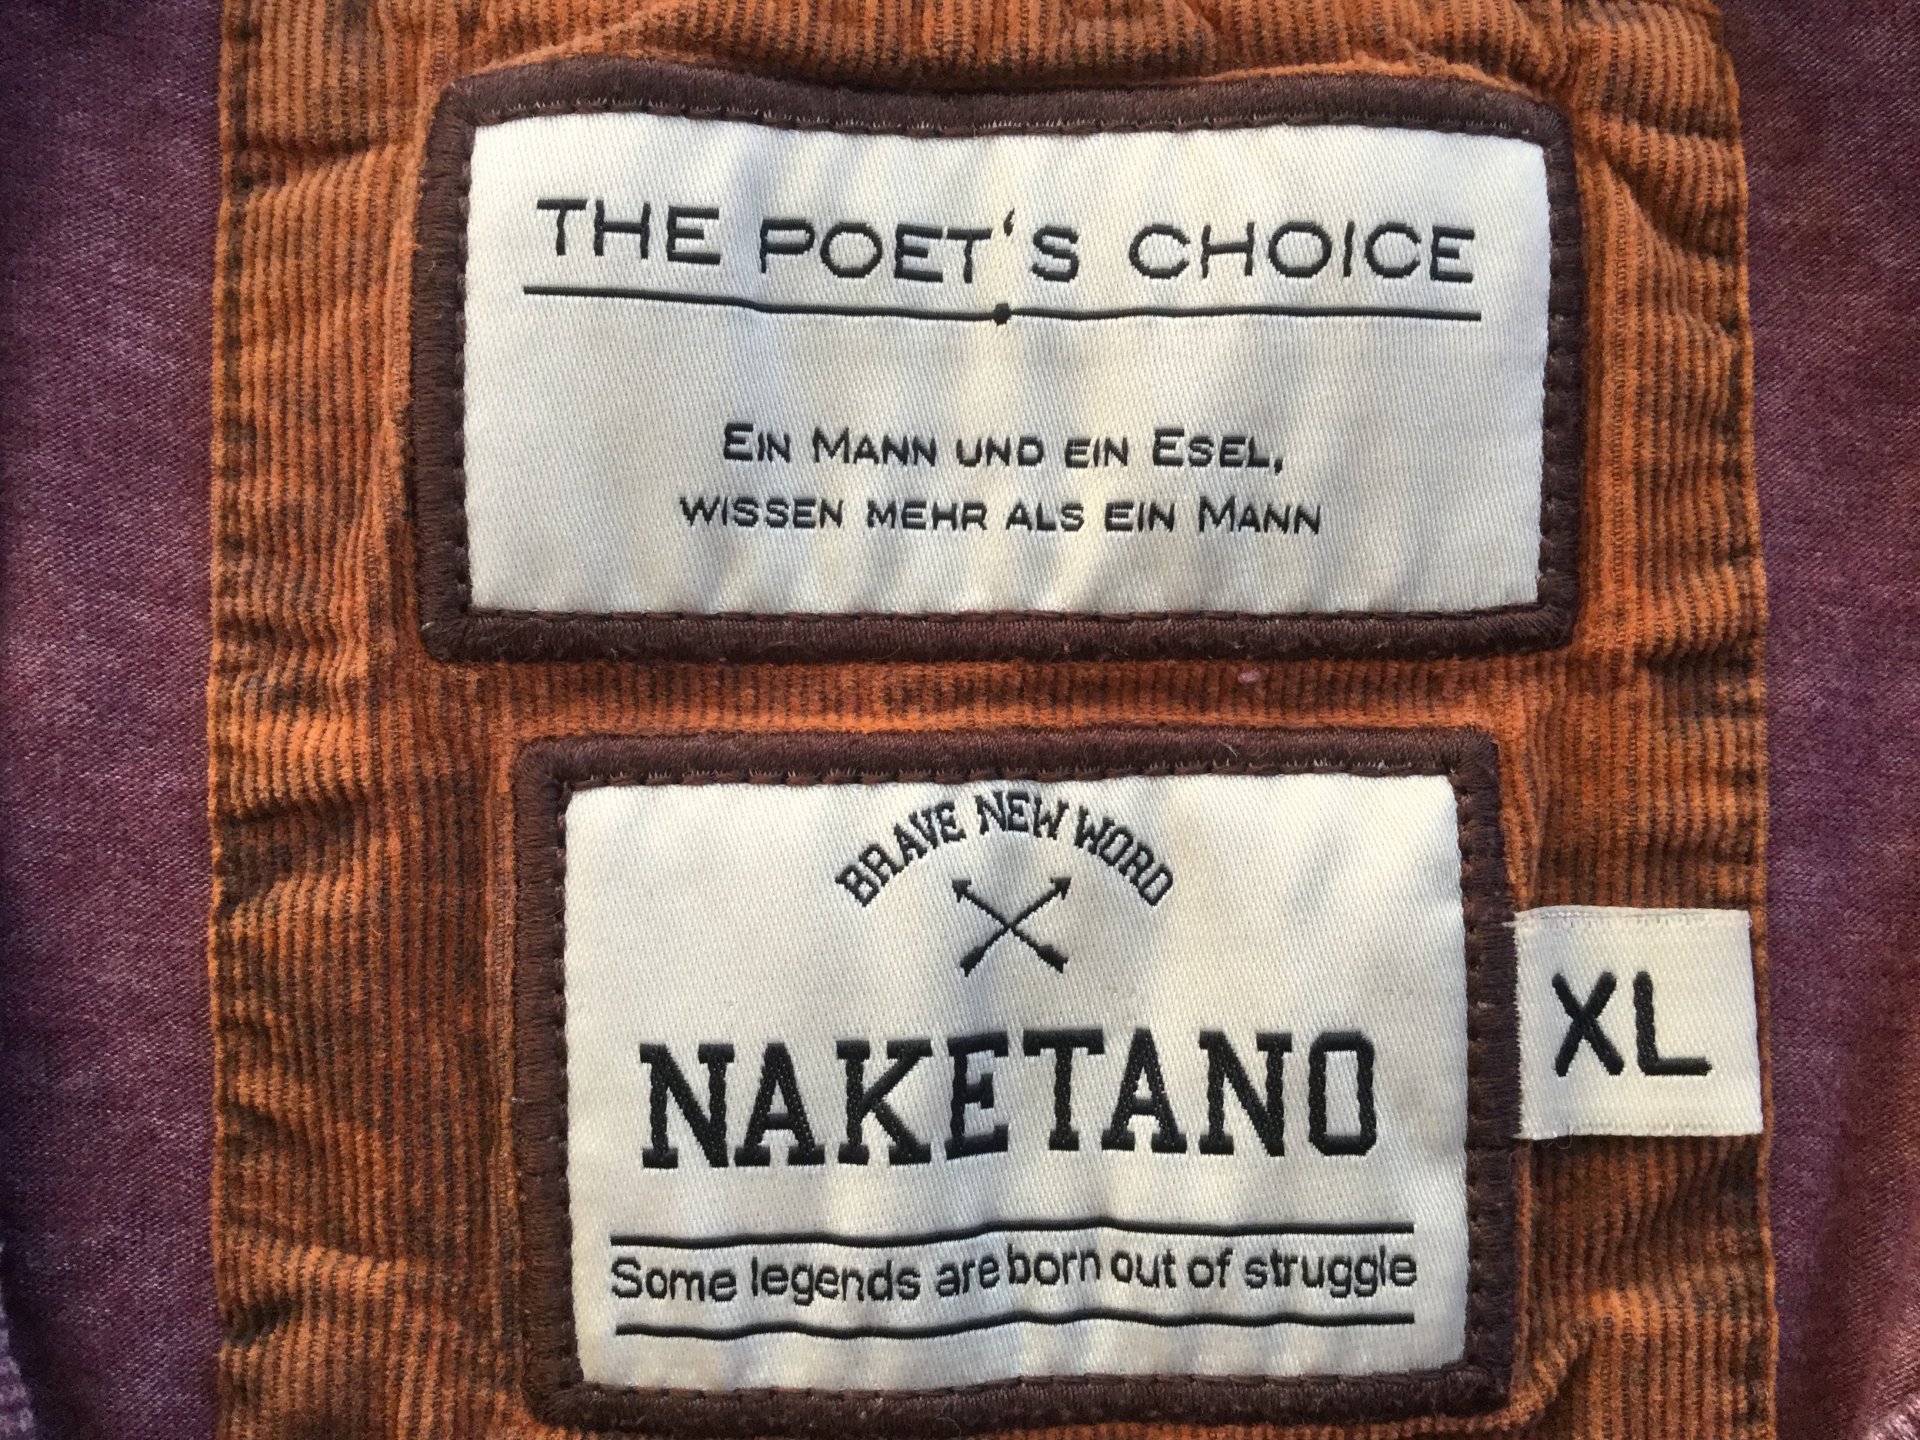 THE POET‘S CHOICE
EIN MANN UND EIN ESEL,
WISSEN MEHR ALS EIN MANN
BRAVE NEW WORD
NAKETANO
XL
Some legends are born out of struggle